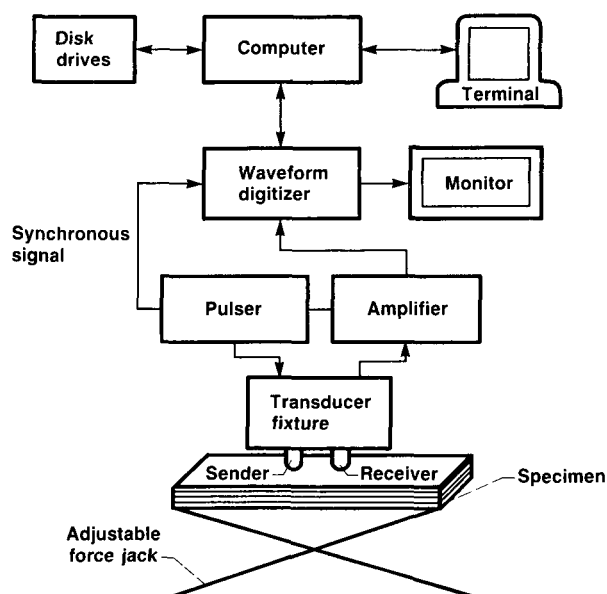 Disk
drives
Computer
Terminal
Waveform
digitizer
Monitor
Synchronous
signal
Pulser
Amplifier
Transducer
fixture
Sender
Receiver
Specimen
Adjustable
force jack